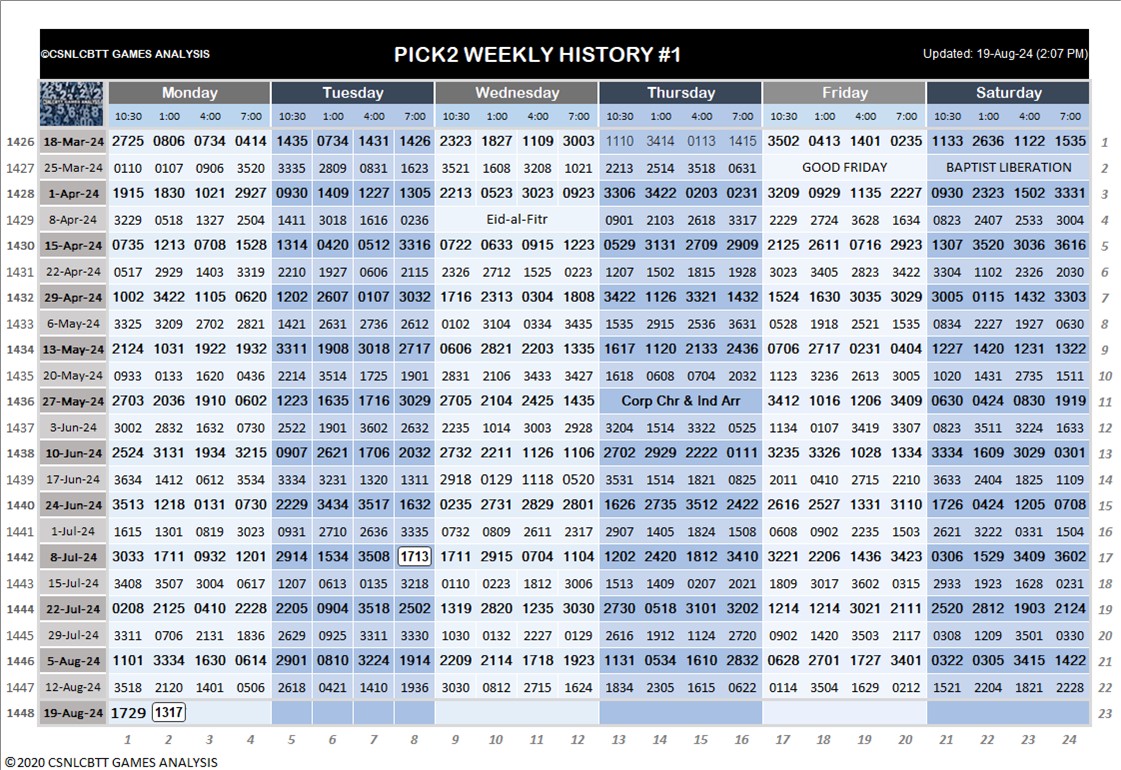 ©CSNLCBTT GAMES ANALYSIS PICK2 WEEKLY HISTORY #1 Updated: 19-Aug-24 (2:07 PM)
Monday Tuesday Wednesday Thursday Friday Saturday
10:30 1:00 4:00 7:00 10:30 1:00 4:00 7:00 10:30 1:00 4:00 7:00 10:30 1:00 4:00 7:00 10:30 1:00 4:00 7:00 10:30 1:00 4:00 7:00
1426 18-Mar-24 2725 0806 0734 0414 1435 0734 1431 1426 2323 1827 1109 3003 1110 3414 0113 1415 3502 0413 1401 0235 1133 2636 1122 1535 1
1427 25-Mar-24 0110 0107 0906 3520 3335 2809 0831 1623 3521 1608 3208 1021 2213 2514 3518 0631 GOOD FRIDAY BAPTIST LIBERATION 2
1428 1-Apr-24 1915 1830 1021 2927 0930 1409 1227 1305 2213 0523 3023 0923 3306 3422 0203 0231 3209 0929 1135 2227 0930 2323 1502 3331 3
1429 8-Apr-24 3229 0518 1327 2504 1411 3018 1616 0236 Eid-al-Fitr 0901 2103 2618 3317 2229 2724 3628 1634 0823 2407 2533 3004 4
1430 15-Apr-24 0735 1213 0708 1528 1314 0420 0512 3316 0722 0633 0915 1223 0529 3131 2709 2909 2125 2611 0716 2923 1307 3520 3036 3616 5
1431 22-Apr-24 0517 2929 1403 3319 2210 1927 0606 2115 2326 2712 1525 0223 1207 1502 1815 1928 3023 3405 2823 3422 3304 1102 2326 2030 6
1432 29-Apr-24 1002 3422 1105 0620 1202 2607 0107 3032 1716 2313 0304 1808 3422 1126 3321 1432 1524 1630 3035 3029 3005 0115 1432 3303 7
1433 6-May-24 3325 3209 2702 2821 1421 2631 2736 2612 0102 3104 0334 3435 1535 2915 2536 3631 0528 1918 2521 1535 0834 2227 1927 0630 8
1434 13-May-24 2124 1031 1922 1932 3311 1908 3018 2717 0606 2821 2203 1335 1617 1120 2133 2436 0706 2717 0231 0404 1227 1420 1231 1322 9
1435 20-May-24 0933 0133 1620 0436 2214 3514 1725 1901 2831 2106 3433 3427 1618 0608 0704 2032 1123 3236 2613 3005 1020 1431 2735 1511 10
1436 27-May-24 2703 2036 1910 0602 1223 1635 1716 3029 2705 2104 2425 1435 Corp Chr & Ind Arr 3412 1016 1206 3409 0630 0424 0830 1919 11
1437 3-Jun-24 3002 2832 1632 0730 2522 1901 3602 2632 2235 1014 3003 2928 3204 1514 3322 0525 1134 0107 3419 3307 0823 3511 3224 1633 12
1438 10-Jun-24 2524 3131 1934 3215 0907 2621 1706 2032 2732 2211 1126 1106 2702 2929 2222 0111 3235 3326 1028 1334 3334 1609 3029 0301 13
1439 17-Jun-24 3634 1412 0612 3534 3334 3231 1320 1311 2918 0129 1118 0520 3531 1514 1821 0825 2011 0410 2715 2210 3633 2404 1825 1109 14
1440 24-Jun-24 3513 1218 0131 0730 2229 3434 3517 1632 0235 2731 2829 2801 1626 2735 3512 2422 2616 2527 1331 3110 1726 0424 1205 0708 15
1441 1-Jul-24 1615 1301 0819 3023 0931 2710 2636 3335 0732 0809 2611 2317 2907 1405 1824 1508 0608 0902 2235 1503 2621 3222 0331 1504 16
1442 8-Jul-24 3033 1711 0932 1201 2914 1534 3508 1713 1711 2915 0704 1104 1202 2420 1812 3410 3221 2206 1436 3423 0306 1529 3409 3602 17
1443 15-Jul-24 3408 3507 3004 0617 1207 0613 0135 3218 0110 0223 1812 3006 1513 1409 0207 2021 1809 3017 3602 0315 2933 1923 1628 0231 18
1444 22-Jul-24 0208 2125 0410 2228 2205 0904 3518 2502 1319 2820 1235 3030 2730 0518 3101 3202 1214 1214 3021 2111 2520 2812 1903 2124 19
1445 29-Jul-24 3311 0706 2131 1836 2629 0925 3311 3330 1030 0132 2227 0129 2616 1912 1124 2720 0902 1420 3503 2117 0308 1209 3501 0330 20
1446 5-Aug-24 1101 3334 1630 0614 2901 0810 3224 1914 2209 2114 1718 1923 1131 0534 1610 2832 0628 2701 1727 3401 0322 0305 3415 1422 21
1447 12-Aug-24 3518 2120 1401 0506 2618 0421 1410 1936 3030 0812 2715 1624 1834 2305 1615 0622 0114 3504 1629 0212 1521 2204 1821 2228 22
1448 19-Aug-24 1729 1317 23
1 2 3 4 5 6 7 8 9 10 11 12 13 14 15 16 17 18 19 20 21 22 23 24
©2020 CSNLCBTT GAMES ANALYSIS